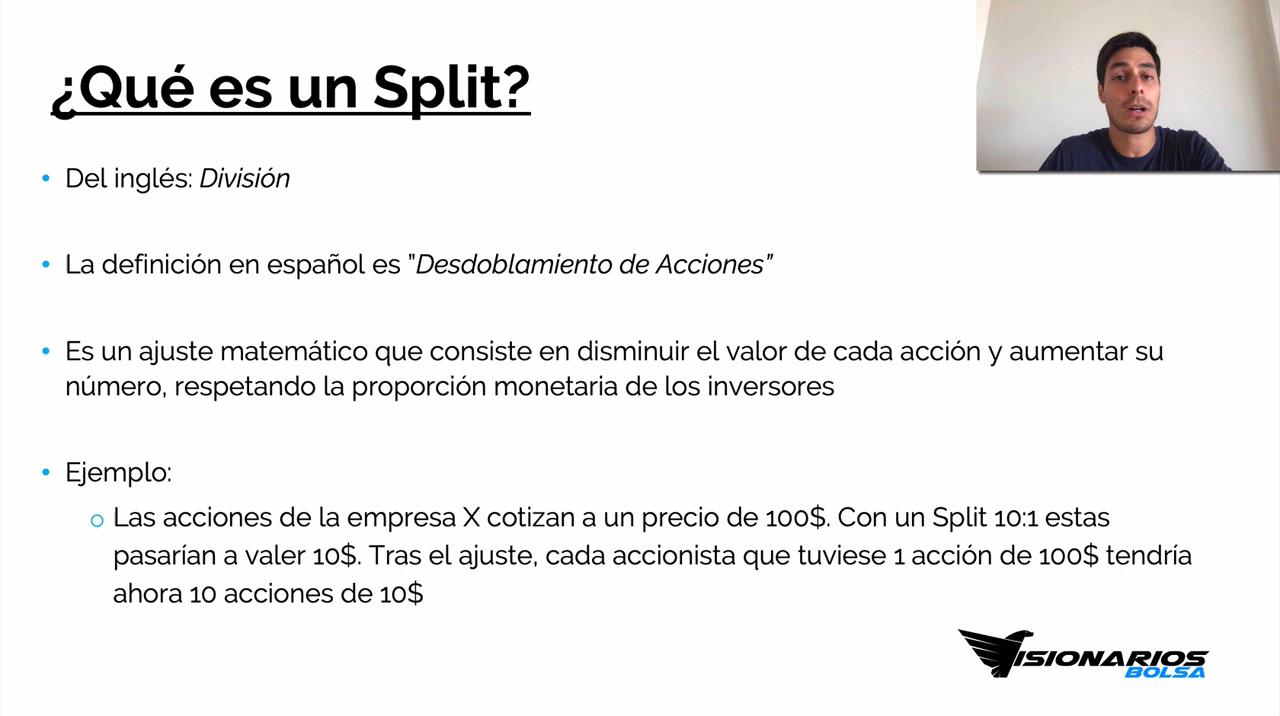 ¿Qué es un Split?
• Del inglés: División
• La definición en español es ”Desdoblamiento de Acciones”
• Es un ajuste matemático que consiste en disminuir el valor de cada acción y aumentar su
número, respetando la proporción monetaria de los inversores
• Ejemplo:
o Las acciones de la empresa X cotizan a un precio de 100$. Con un Split 10:1 estas
pasarían a valer 10$. Tras el ajuste, cada accionista que tuviese 1 acción de 100$ tendría
ahora 10 acciones de 10$
VISIONARIOS
BOLSA